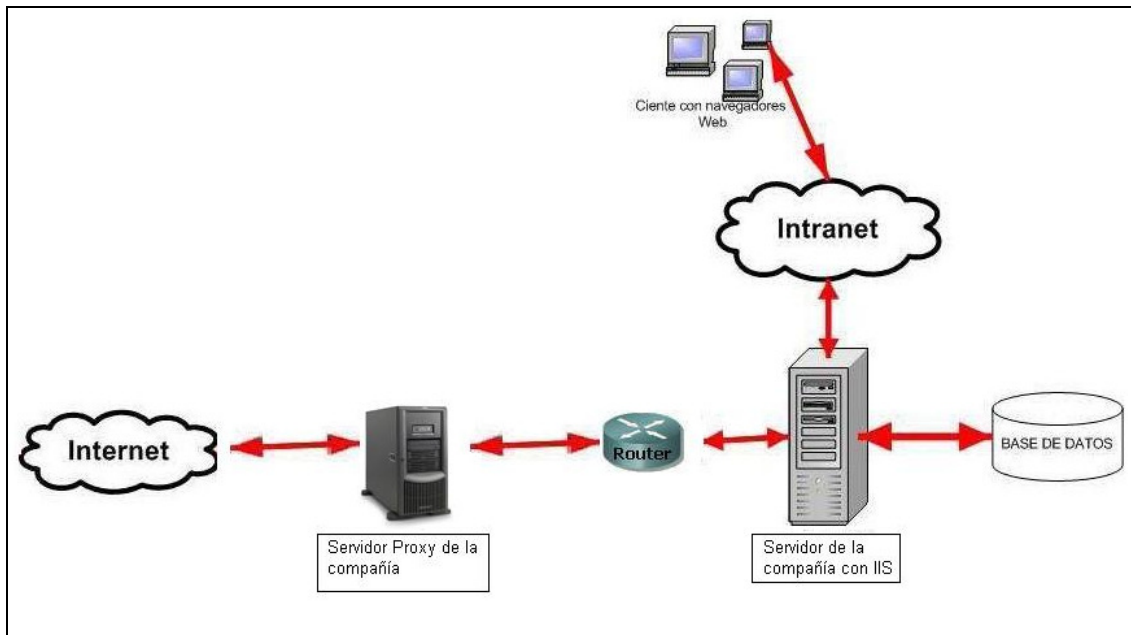 Ciente con navegadores
Web
Intranet
Internet
Router
BASE DE DATOS
Servidor Proxy de la
compañía
Servidor de la
compañía con IIS